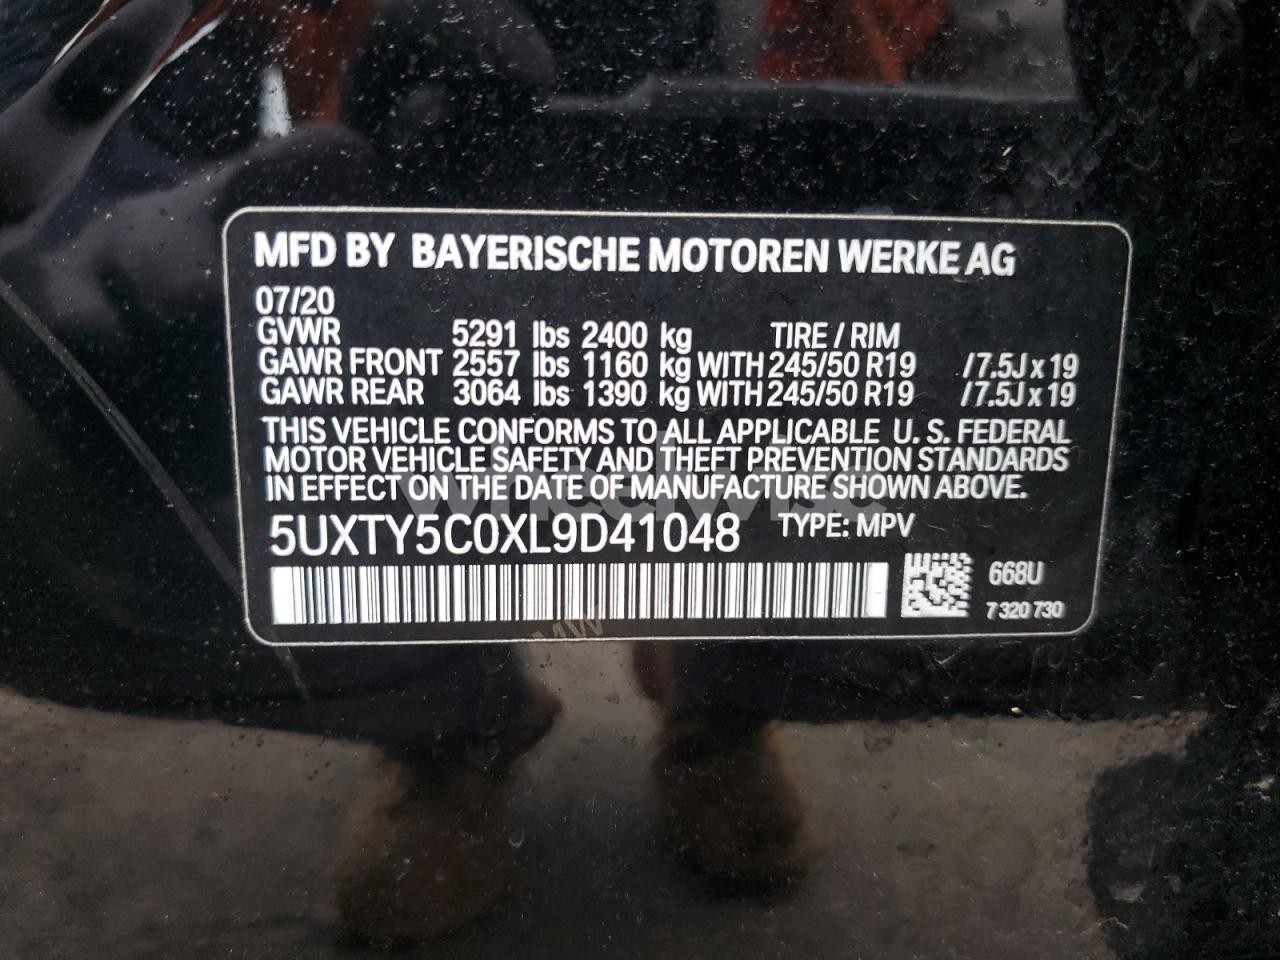 MFD BY BAYERISCHE MOTOREN WERKE AG
07/20
GVWR 5291 lbs 2400 kg TIRE / RIM
GAWR FRONT 2557 lbs 1160 kg WITH 245/50 R19 /7.5J x 19
GAWR REAR 3064 lbs 1390 kg WITH 245/50 R19 /7.5J x 19
THIS VEHICLE CONFORMS TO ALL APPLICABLE U. S. FEDERAL
MOTOR VEHICLE SAFETY AND THEFT PREVENTION STANDARDS
IN EFFECT ON THE DATE OF MANUFACTURE SHOWN ABOVE.
wheelwise
5UXTY5C0XL9D41048 TYPE: MPV
668U
7 320 730
MW